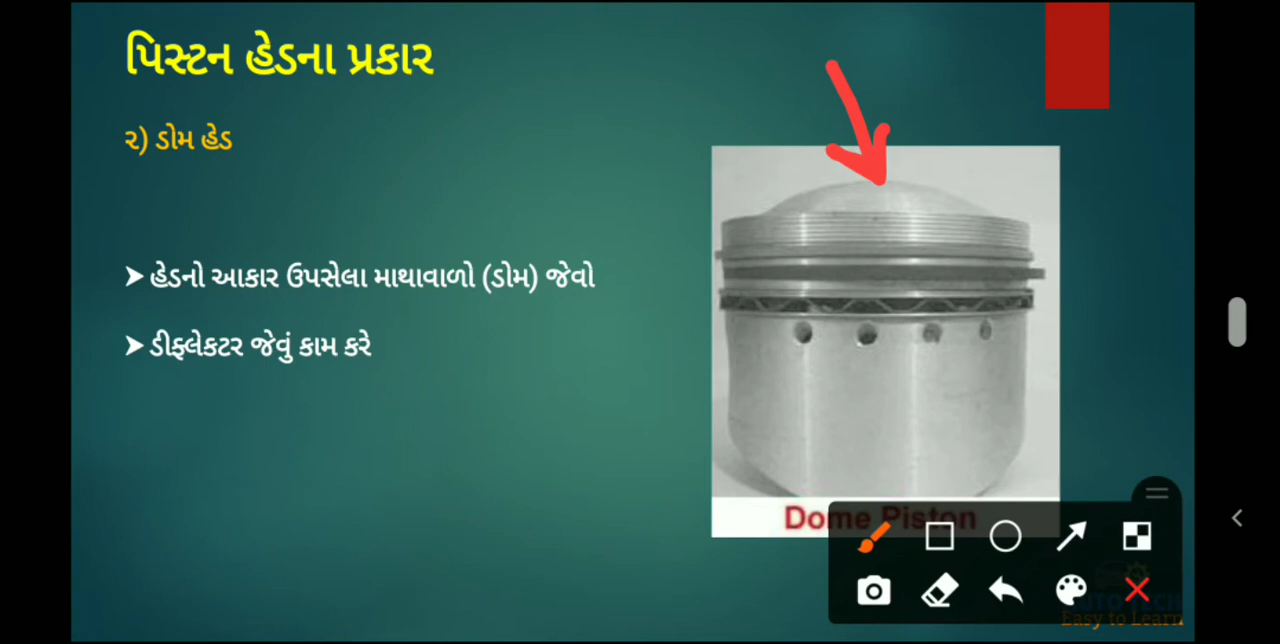 પિસ્ટન હેડના પ્રકાર
૨) ડોમ હેડ
➤ હેડનો આકાર ઉપસેલા માથાવાળો (ડોમ) જેવો
➤ ડીફ્લેકટર જેવું કામ કરે
Dome Piston
Easy to Learn